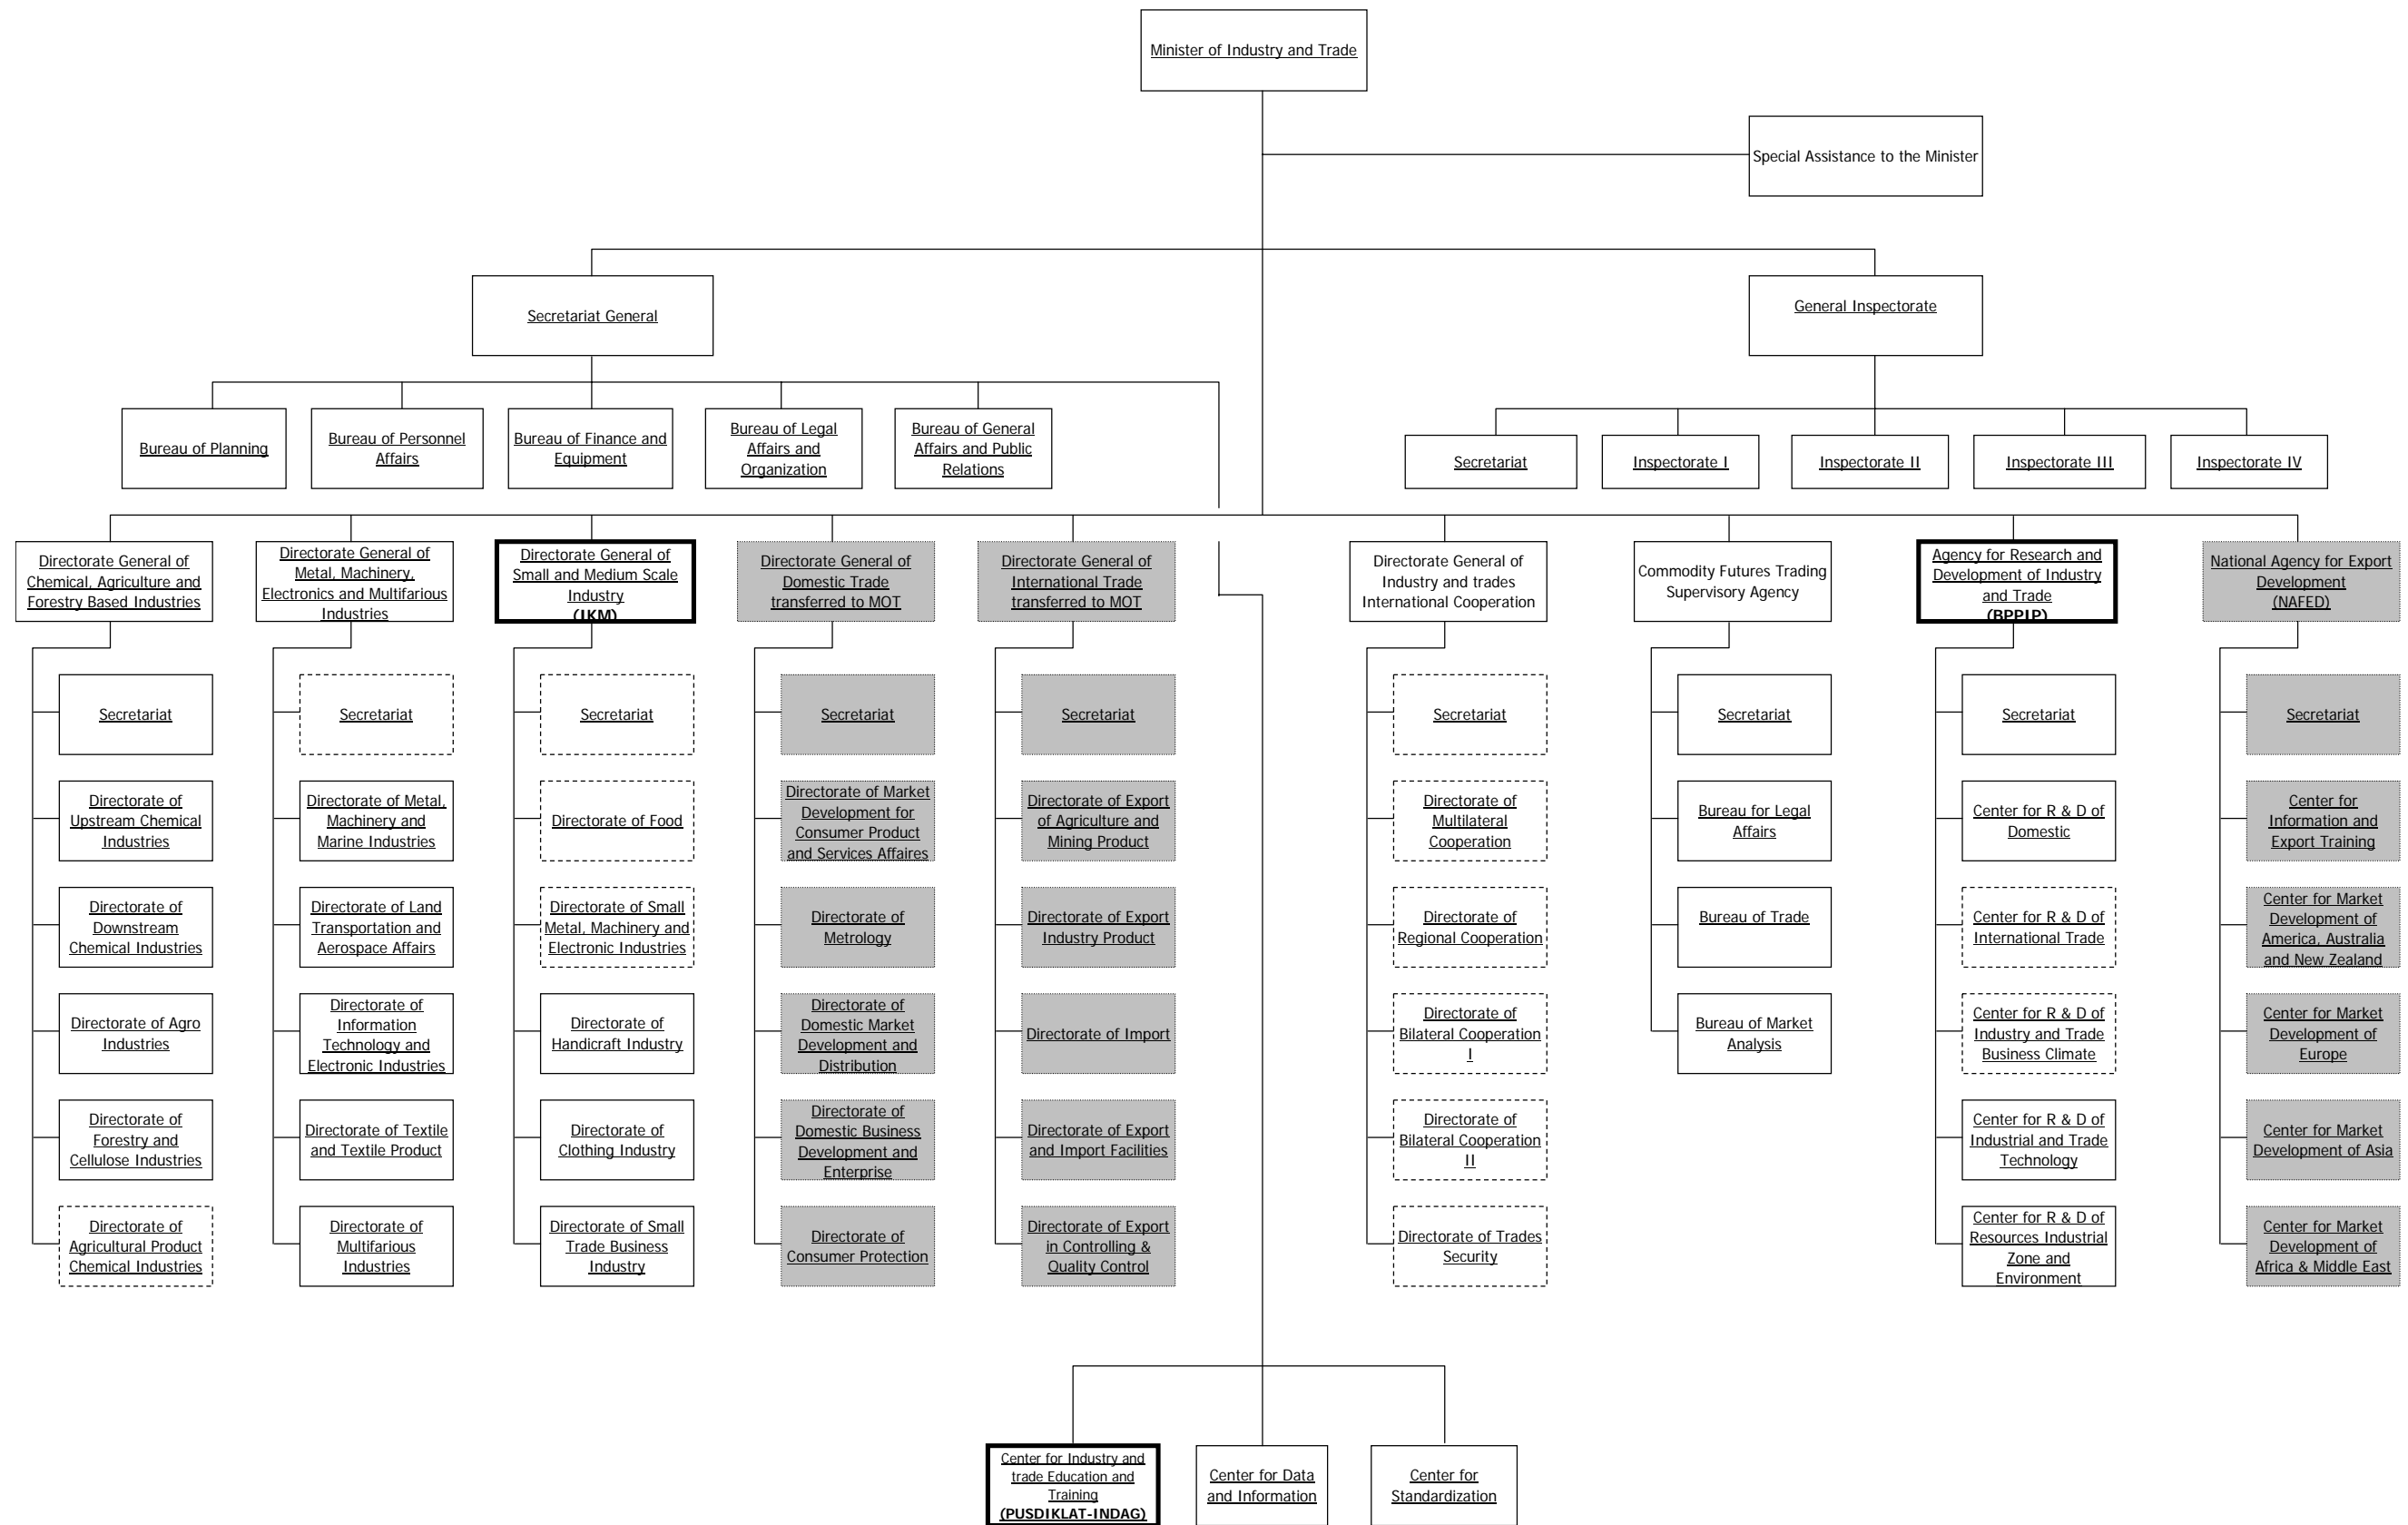 Minister of Industry and Trade
Special Assistance to the Minister
Secretariat General
General Inspectorate
Bureau of Planning
Bureau of Personnel
Affairs
Bureau of Finance and
Equipment
Bureau of Legal
Affairs and
Organization
Bureau of General
Affairs and Public
Relations
Secretariat
Inspectorate I
Inspectorate II
Inspectorate III
Inspectorate IV
Directorate General of
Chemical, Agriculture and
Forestry Based Industries
Directorate General of
Metal, Machinery,
Electronics and Multifarious
Industries
Directorate General of
Small and Medium Scale
Industry
(IKM)
Directorate General of
Domestic Trade
transferred to MOT
Directorate General of
International Trade
transferred to MOT
Directorate General of
Industry and trades
International Cooperation
Commodity Futures Trading
Supervisory Agency
Agency for Research and
Development of Industry
and Trade
(BPPIP)
National Agency for Export
Development
(NAFED)
Secretariat
Directorate of
Upstream Chemical
Industries
Directorate of
Downstream
Chemical Industries
Directorate of Agro
Industries
Directorate of
Forestry and
Cellulose Industries
Directorate of
Agricultural Product
Chemical Industries
Secretariat
Directorate of Metal,
Machinery and
Marine Industries
Directorate of Land
Transportation and
Aerospace Affairs
Directorate of
Information
Technology and
Electronic Industries
Directorate of Textile
and Textile Product
Directorate of
Multifarious
Industries
Secretariat
Directorate of Food
Directorate of Small
Metal, Machinery and
Electronic Industries
Directorate of
Handicraft Industry
Directorate of
Clothing Industry
Directorate of Small
Trade Business
Industry
Secretariat
Directorate of Market
Development for
Consumer Product
and Services Affaires
Directorate of
Metrology
Directorate of
Domestic Market
Development and
Distribution
Directorate of
Domestic Business
Development and
Enterprise
Directorate of
Consumer Protection
Secretariat
Directorate of Export
of Agriculture and
Mining Product
Directorate of Export
Industry Product
Directorate of Import
Directorate of Export
and Import Facilities
Directorate of Export
in Controlling &
Quality Control
Secretariat
Directorate of
Multilateral
Cooperation
Directorate of
Regional Cooperation
Directorate of
Bilateral Cooperation
I
Directorate of
Bilateral Cooperation
II
Directorate of Trades
Security
Secretariat
Bureau for Legal
Affairs
Bureau of Trade
Bureau of Market
Analysis
Secretariat
Center for R & D of
Domestic
Center for R & D of
International Trade
Center for R & D of
Industry and Trade
Business Climate
Center for R & D of
Industrial and Trade
Technology
Center for R & D of
Resources Industrial
Zone and
Environment
Secretariat
Center for
Information and
Export Training
Center for Market
Development of
America, Australia
and New Zealand
Center for Market
Development of
Europe
Center for Market
Development of Asia
Center for Market
Development of
Africa & Middle East
Center for Industry and
trade Education and
Training
(PUSDIKLAT-INDAG)
Center for Data
and Information
Center for
Standardization